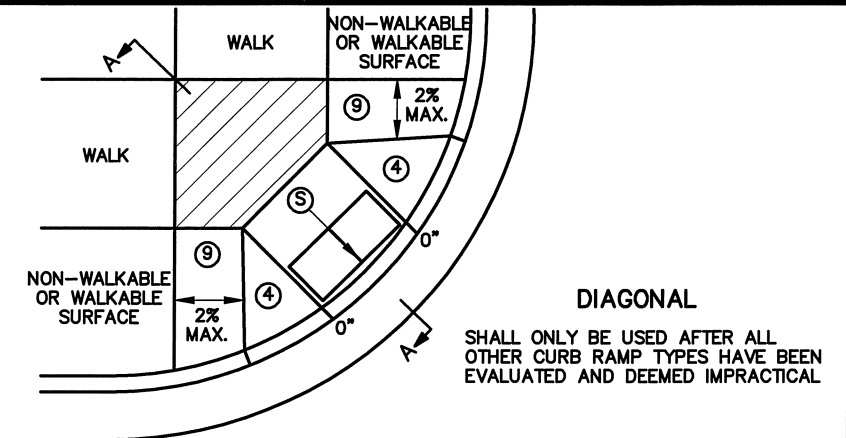 NON-WALKABLE
OR WALKABLE
SURFACE
WALK
A
9
2%
MAX.
WALK
4
S
0"
9
NON-WALKABLE
OR WALKABLE
SURFACE
4
2%
MAX.
0"
A
DIAGONAL
SHALL ONLY BE USED AFTER ALL
OTHER CURB RAMP TYPES HAVE BEEN
EVALUATED AND DEEMED IMPRACTICAL